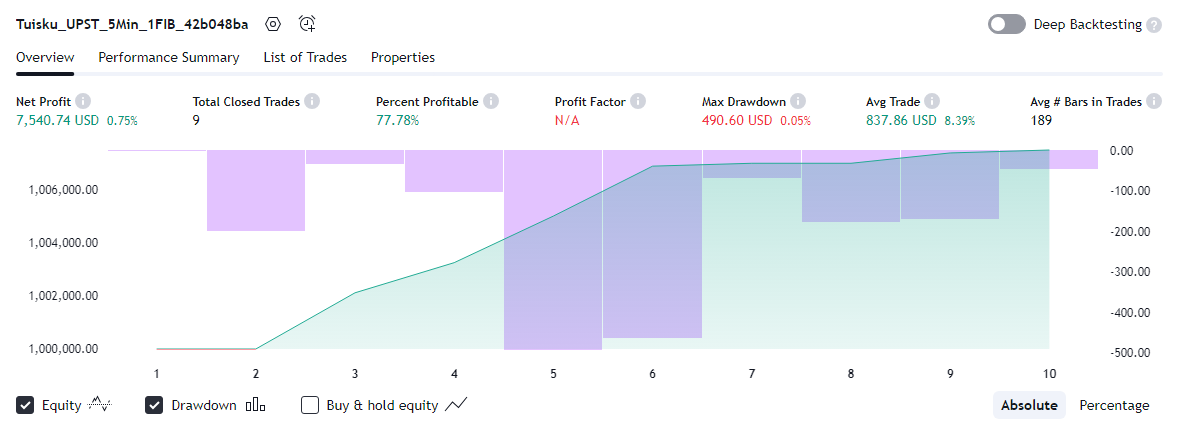 Tuisku_UPST_5Min_1FIB_42b048ba Deep Backtesting ?
Overview Performance Summary List of Trades Properties
Net Profit i Total Closed Trades i Percent Profitable i Profit Factor i Max Drawdown i Avg Trade i Avg # Bars in Trades i
7,540.74 USD 0.75% 9 77.78% N/A 490.60 USD 0.05% 837.86 USD 8.39% 189
0.00
1,006,000.00 -100.00
1,004,000.00 -200.00
-300.00
1,002,000.00
-400.00
1,000,000.00 -500.00
1 2 3 4 5 6 7 8 9 10
Equity Drawdown Buy & hold equity Absolute Percentage